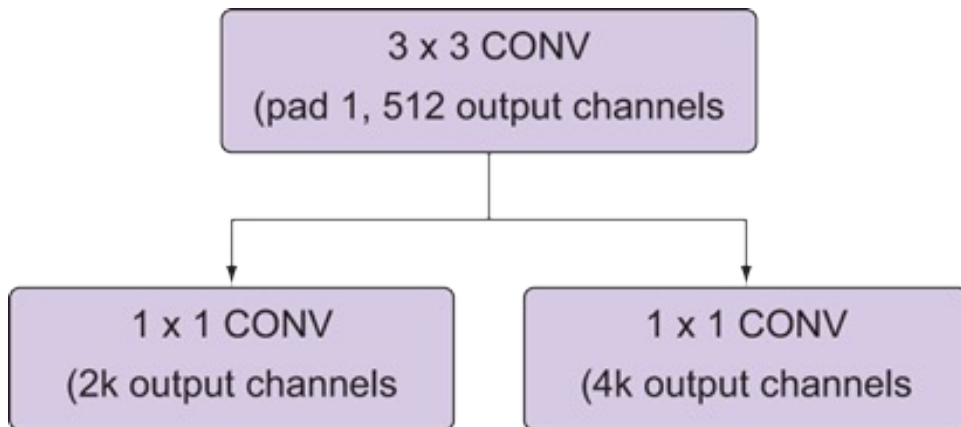 3 x 3 CONV
(pad 1, 512 output channels
1 x 1 CONV
(2k output channels
1 x 1 CONV
(4k output channels